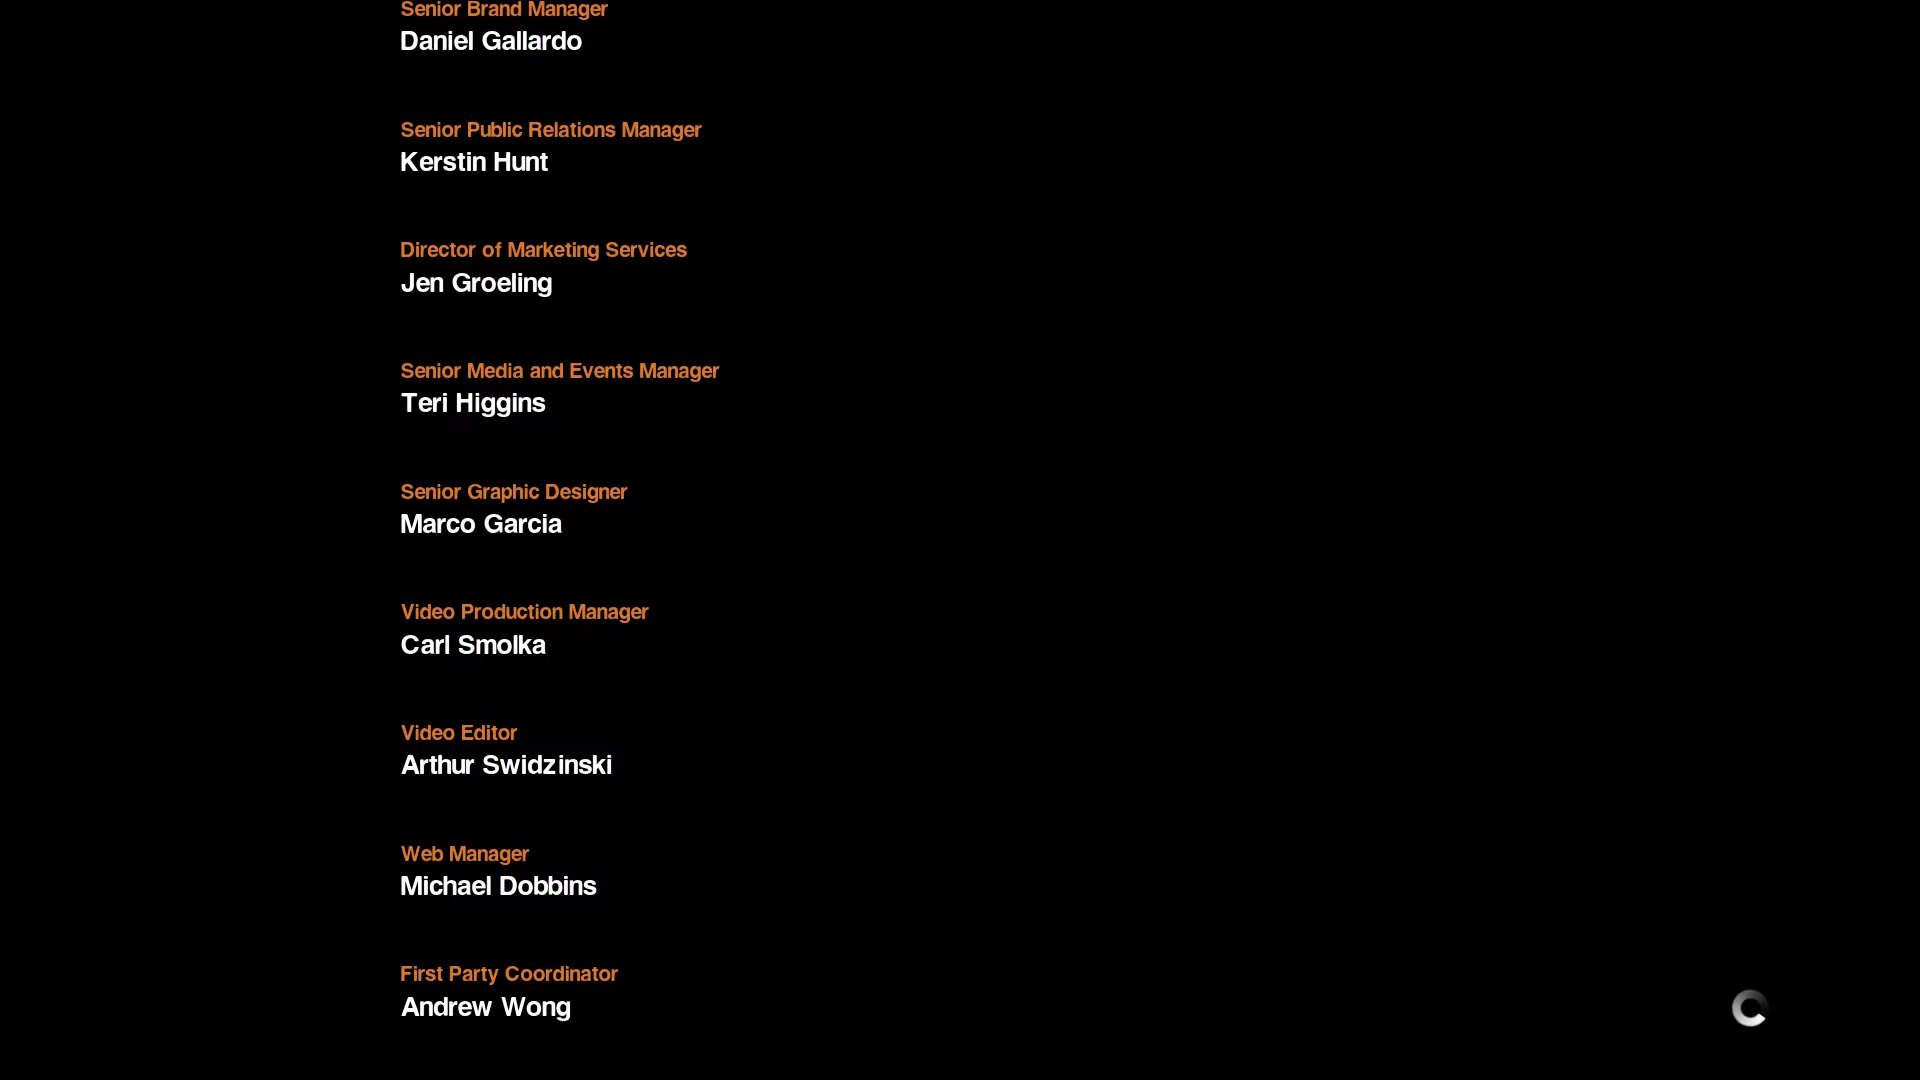 Senior Brand Manager
Daniel Gallardo
Senior Public Relations Manager
Kerstin Hunt
Director of Marketing Services
Jen Groeling
Senior Media and Events Manager
Teri Higgins
Senior Graphic Designer
Marco Garcia
Video Production Manager
Carl Smolka
Video Editor
Arthur Swidzinski
Web Manager
Michael Dobbins
First Party Coordinator
Andrew Wong